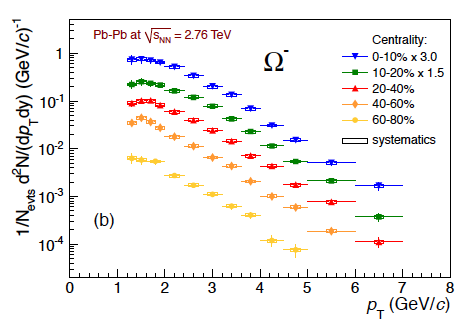 Pb-Pb at √sNN = 2.76 TeV
Ω-
Centrality:
0-10% x 3.0
10-20% x 1.5
20-40%
40-60%
60-80%
systematics
(b)
1/Nevts d²N/(dpTdy) (GeV/c)-1
1
10-1
10-2
10-3
10-4
0 1 2 3 4 5 6 7 8
pT (GeV/c)